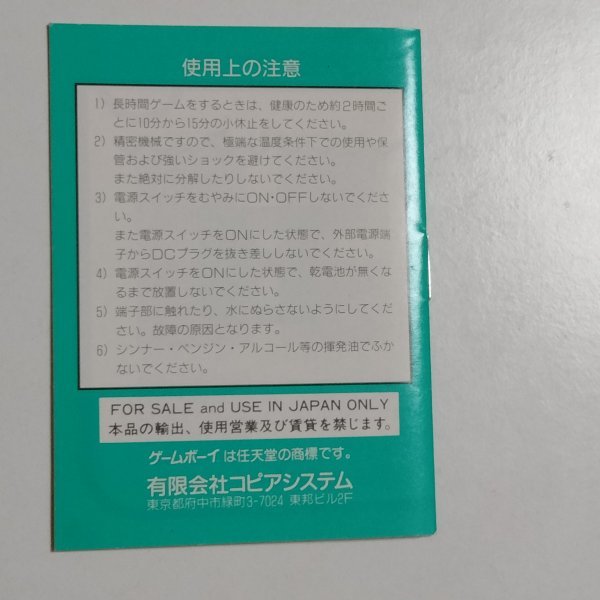 使用上の注意
1) 長時間ゲームをするときは、健康のため約2時間ご
とに10分から15分の小休止をしてください。
2) 精密機械ですので、極端な温度条件下での使用や保
管および強いショックを避けてください。
また絶対に分解したりしないでください。
3) 電源スイッチをむやみにON・OFFしないでくださ
い。
また電源スイッチをONにした状態で、外部電源端
子からDCプラグを抜き差ししないでください。
4) 電源スイッチをONにした状態で、乾電池が無くな
るまで放置しないでください。
5) 端子部に触れたり、水にぬらさないようにしてくだ
さい。故障の原因となります。
6) シンナー・ベンジン・アルコール等の揮発油でふか
ないでください。
FOR SALE and USE IN JAPAN ONLY
本品の輸出、使用営業及び賃貸を禁じます。
ゲームボーイは任天堂の商標です。
有限会社コピアシステム
東京都府中市緑町3-7024 東邦ビル2F